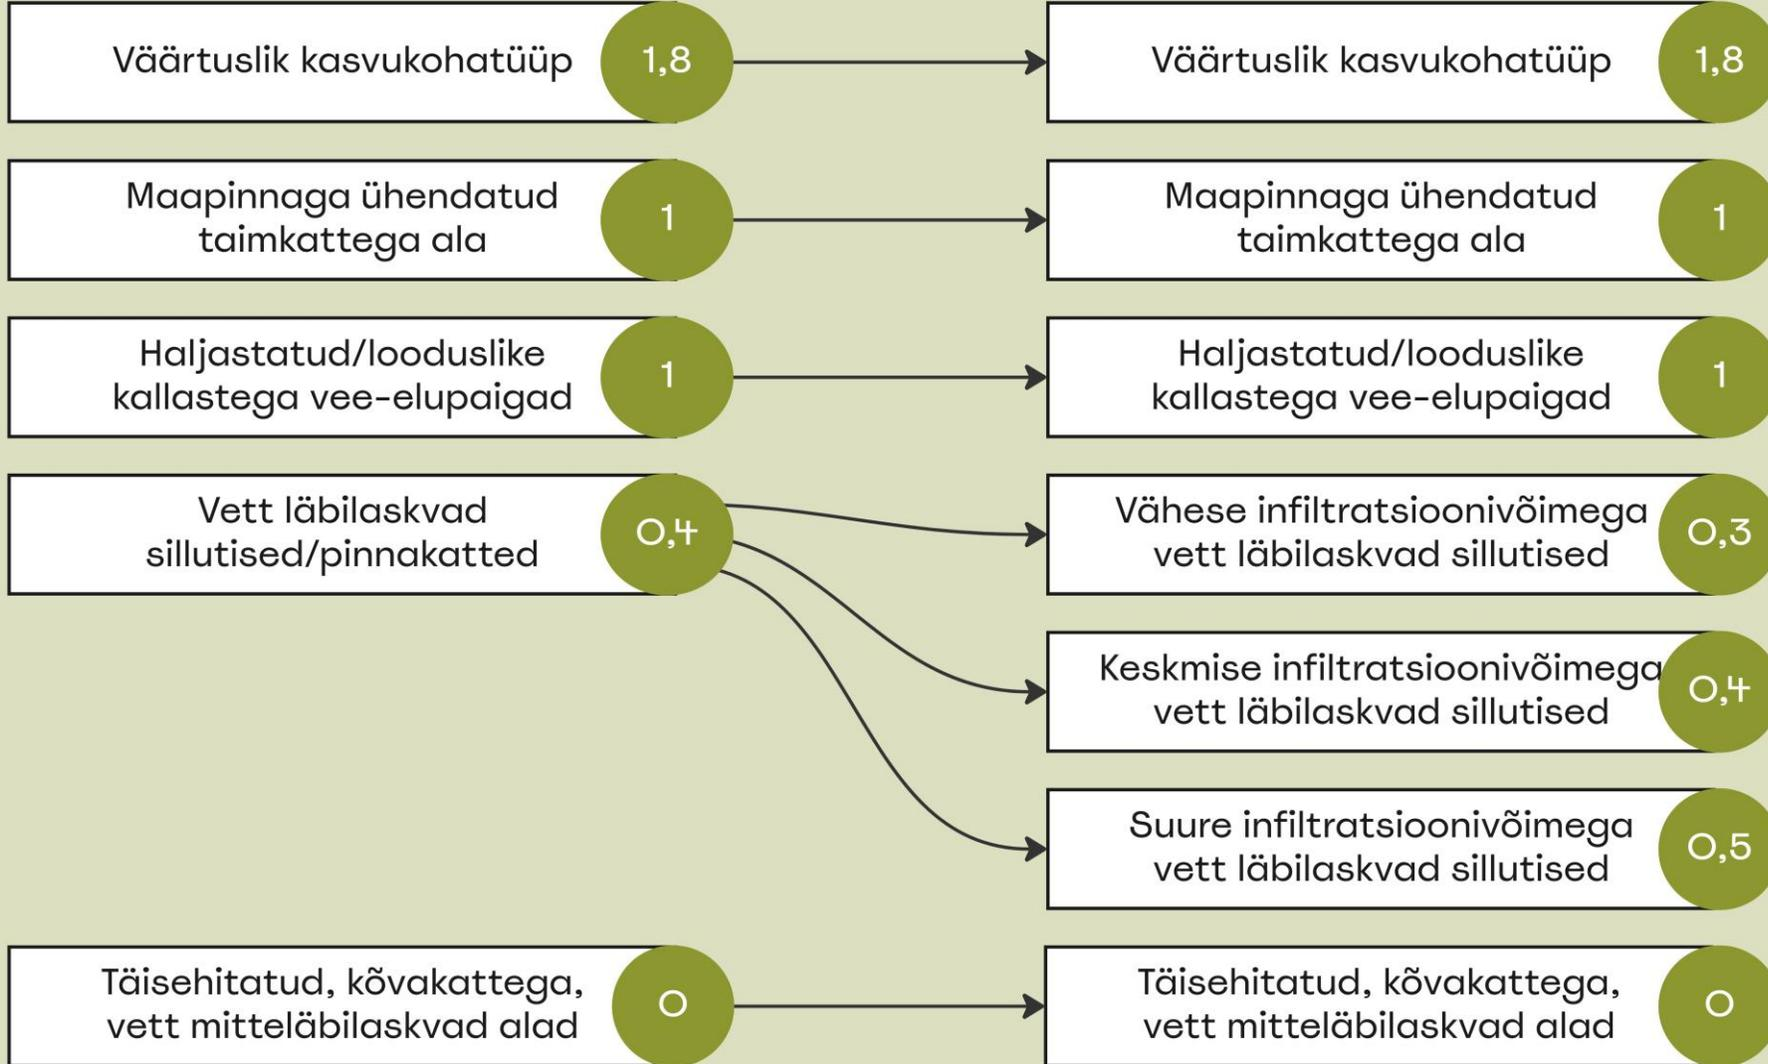 Väärtuslik kasvukohatüüp
1,8
Väärtuslik kasvukohatüüp
1,8
Maapinnaga ühendatud
taimkattega ala
1
Maapinnaga ühendatud
taimkattega ala
1
Haljastatud/looduslike
kallastega vee-elupaigad
1
Haljastatud/looduslike
kallastega vee-elupaigad
1
Vett läbilaskvad
sillutised/pinnakatted
0,4
Vähese infiltratsioonivõimega
vett läbilaskvad sillutised
0,3
Keskmise infiltratsioonivõimega
vett läbilaskvad sillutised
0,4
Suure infiltratsioonivõimega
vett läbilaskvad sillutised
0,5
Täisehitatud, kõvakattega,
vett mitteläbilaskvad alad
0
Täisehitatud, kõvakattega,
vett mitteläbilaskvad alad
0